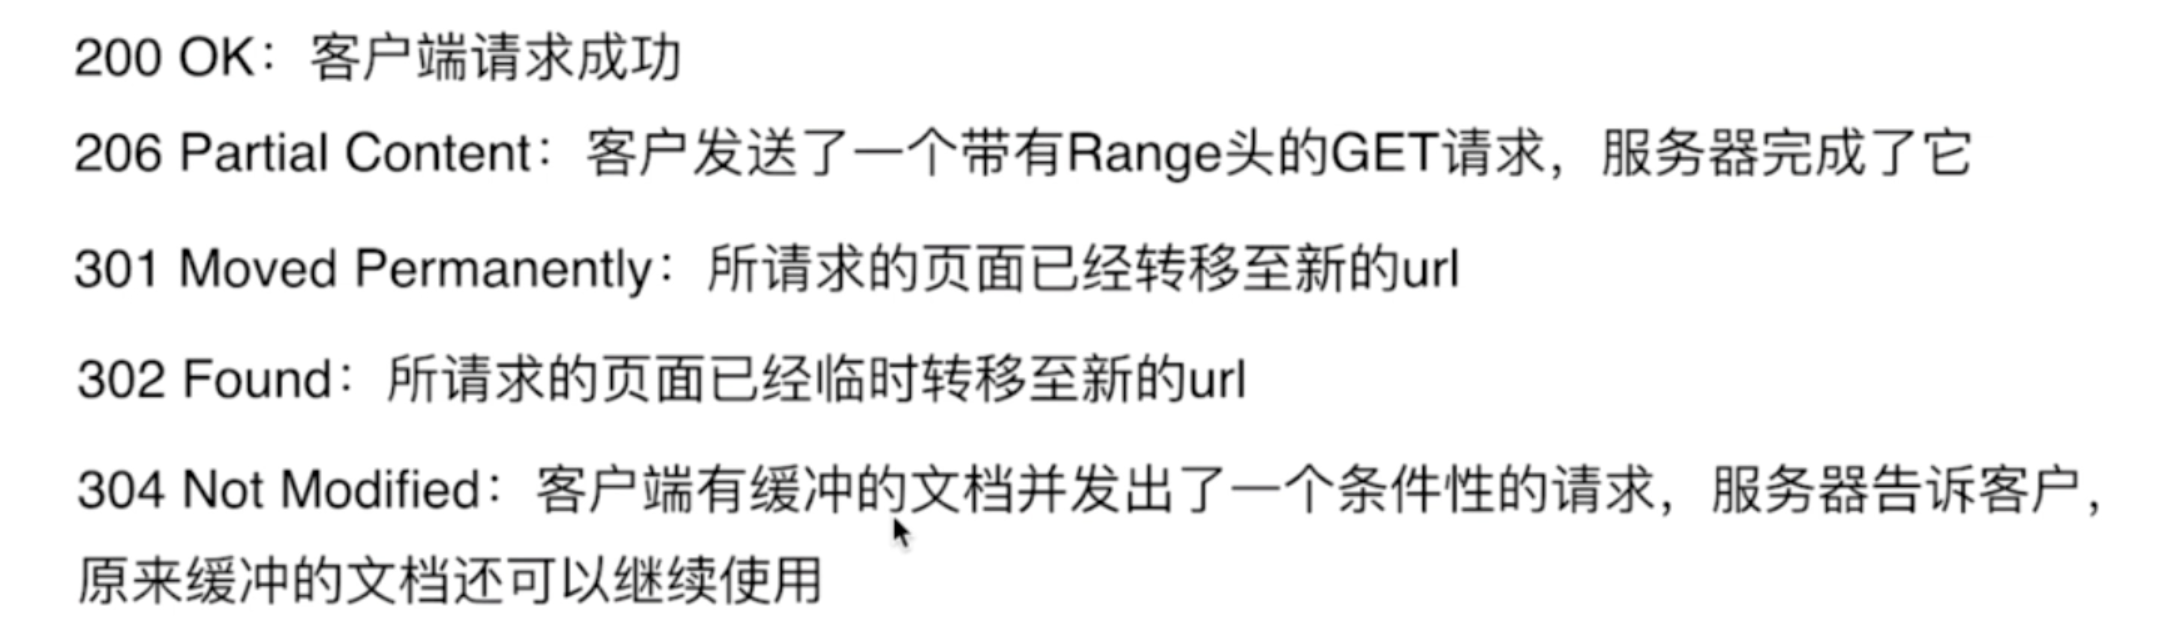 200 OK：客户端请求成功
206 Partial Content：客户发送了一个带有Range头的GET请求，服务器完成了它
301 Moved Permanently：所请求的页面已经转移至新的url
302 Found：所请求的页面已经临时转移至新的url
304 Not Modified：客户端有缓冲的文档并发出了一个条件性的请求，服务器告诉客户，
原来缓冲的文档还可以继续使用